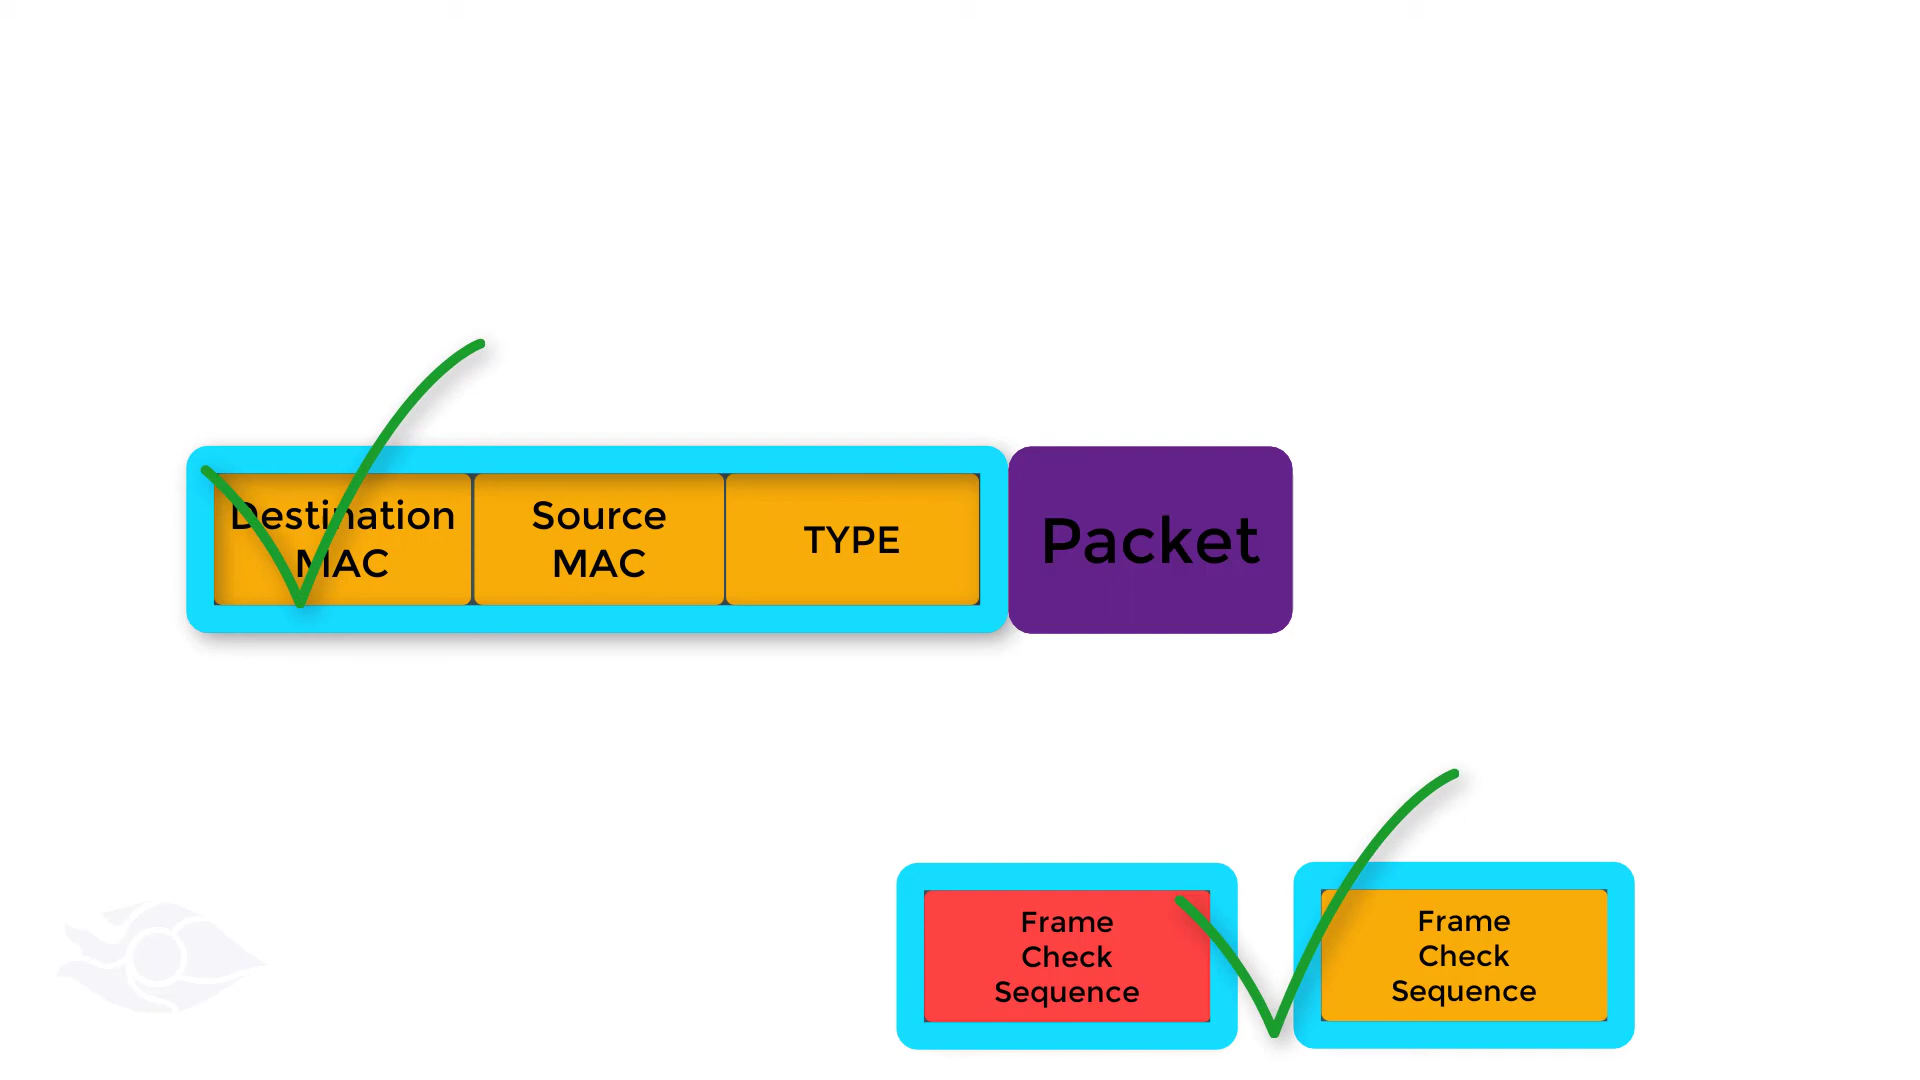 Destination
MAC
Source
MAC
TYPE
Packet
Frame
Check
Sequence
Frame
Check
Sequence